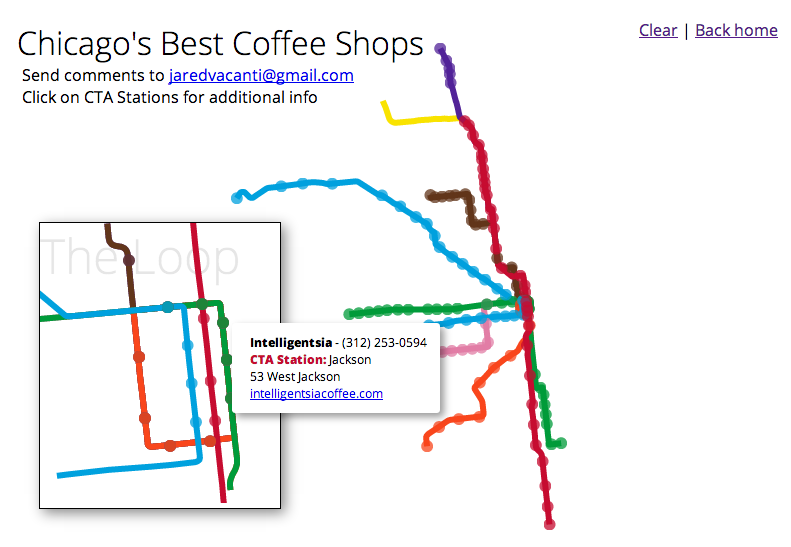 Clear | Back home
Chicago's Best Coffee Shops
Send comments to jaredvacanti@gmail.com
Click on CTA Stations for additional info
The Loop
Intelligentsia - (312) 253-0594
CTA Station: Jackson
53 West Jackson
intelligentsiacoffee.com